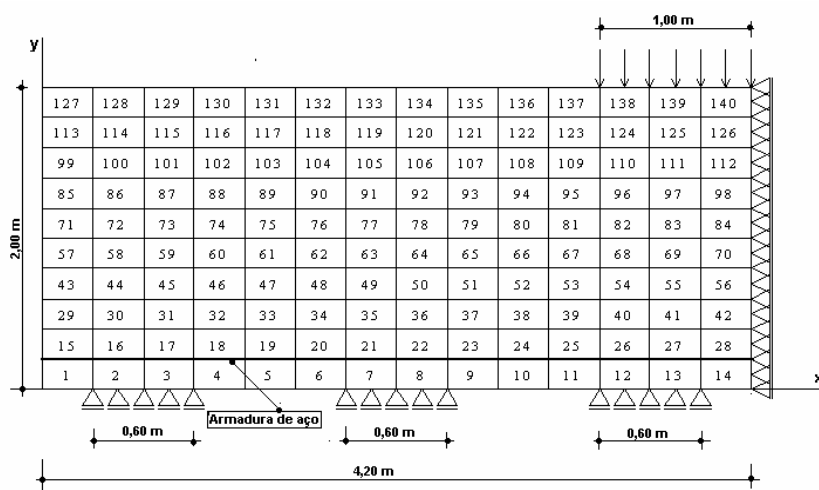 1,00 m
y
127 128 129 130 131 132 133 134 135 136 137 138 139 140
113 114 115 116 117 118 119 120 121 122 123 124 125 126
99 100 101 102 103 104 105 106 107 108 109 110 111 112
85 86 87 88 89 90 91 92 93 94 95 96 97 98
71 72 73 74 75 76 77 78 79 80 81 82 83 84
2,00 m
57 58 59 60 61 62 63 64 65 66 67 68 69 70
43 44 45 46 47 48 49 50 51 52 53 54 55 56
29 30 31 32 33 34 35 36 37 38 39 40 41 42
15 16 17 18 19 20 21 22 23 24 25 26 27 28
1 2 3 4 5 6 7 8 9 10 11 12 13 14
x
Armadura de aço
0,60 m 0,60 m 0,60 m
4,20 m